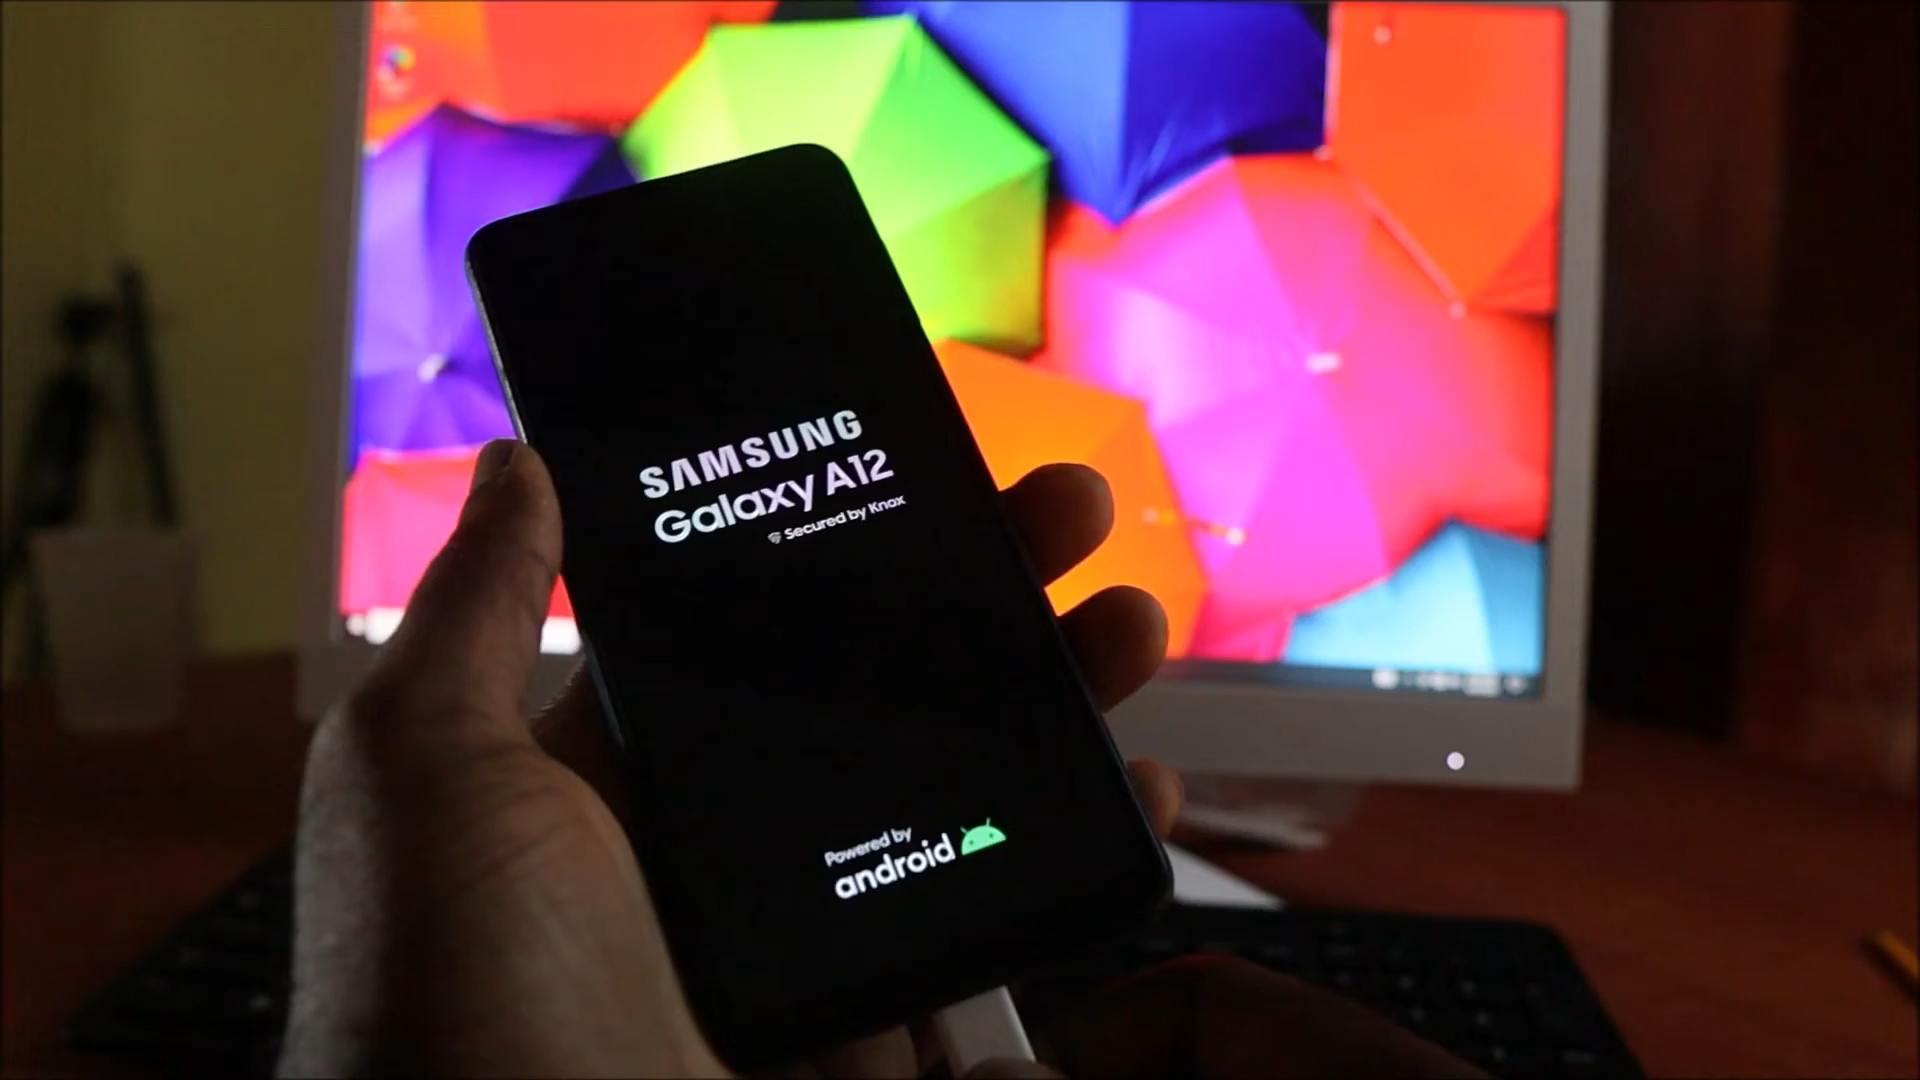 SAMSUNG
Galaxy A12
Secured by Knox
Powered by
android